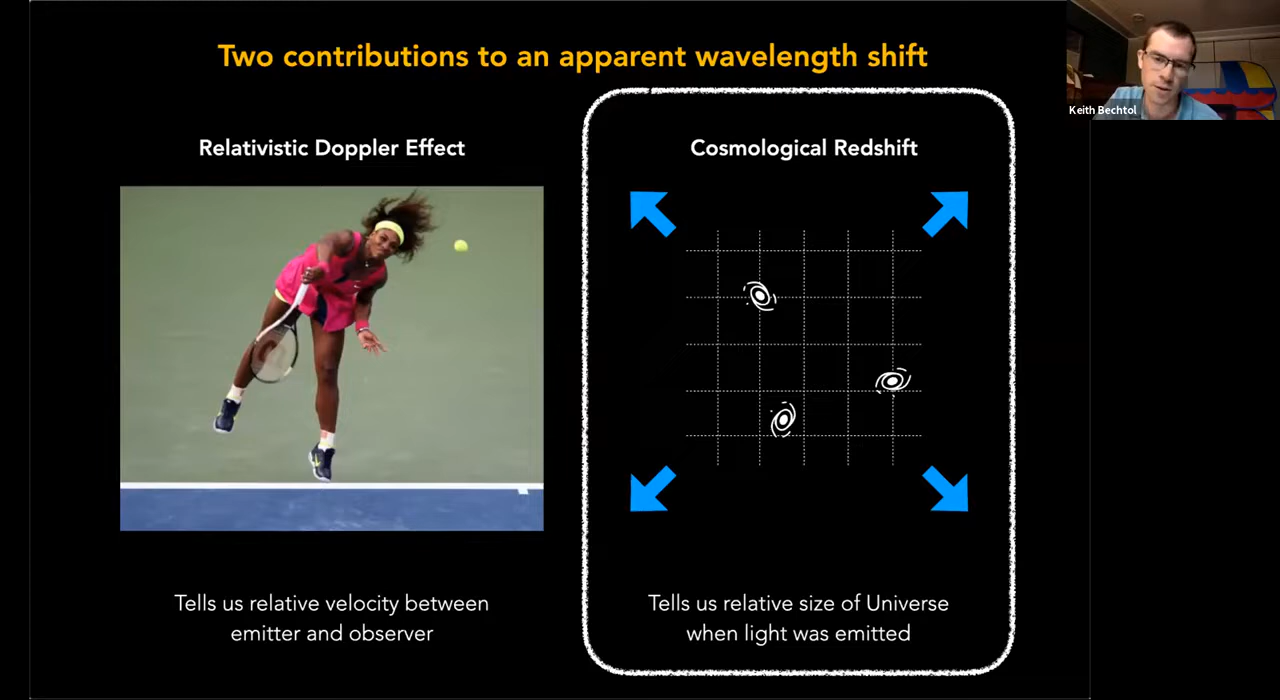 Two contributions to an apparent wavelength shift
Keith Bechtol
Relativistic Doppler Effect
Cosmological Redshift
Tells us relative velocity between
emitter and observer
Tells us relative size of Universe
when light was emitted